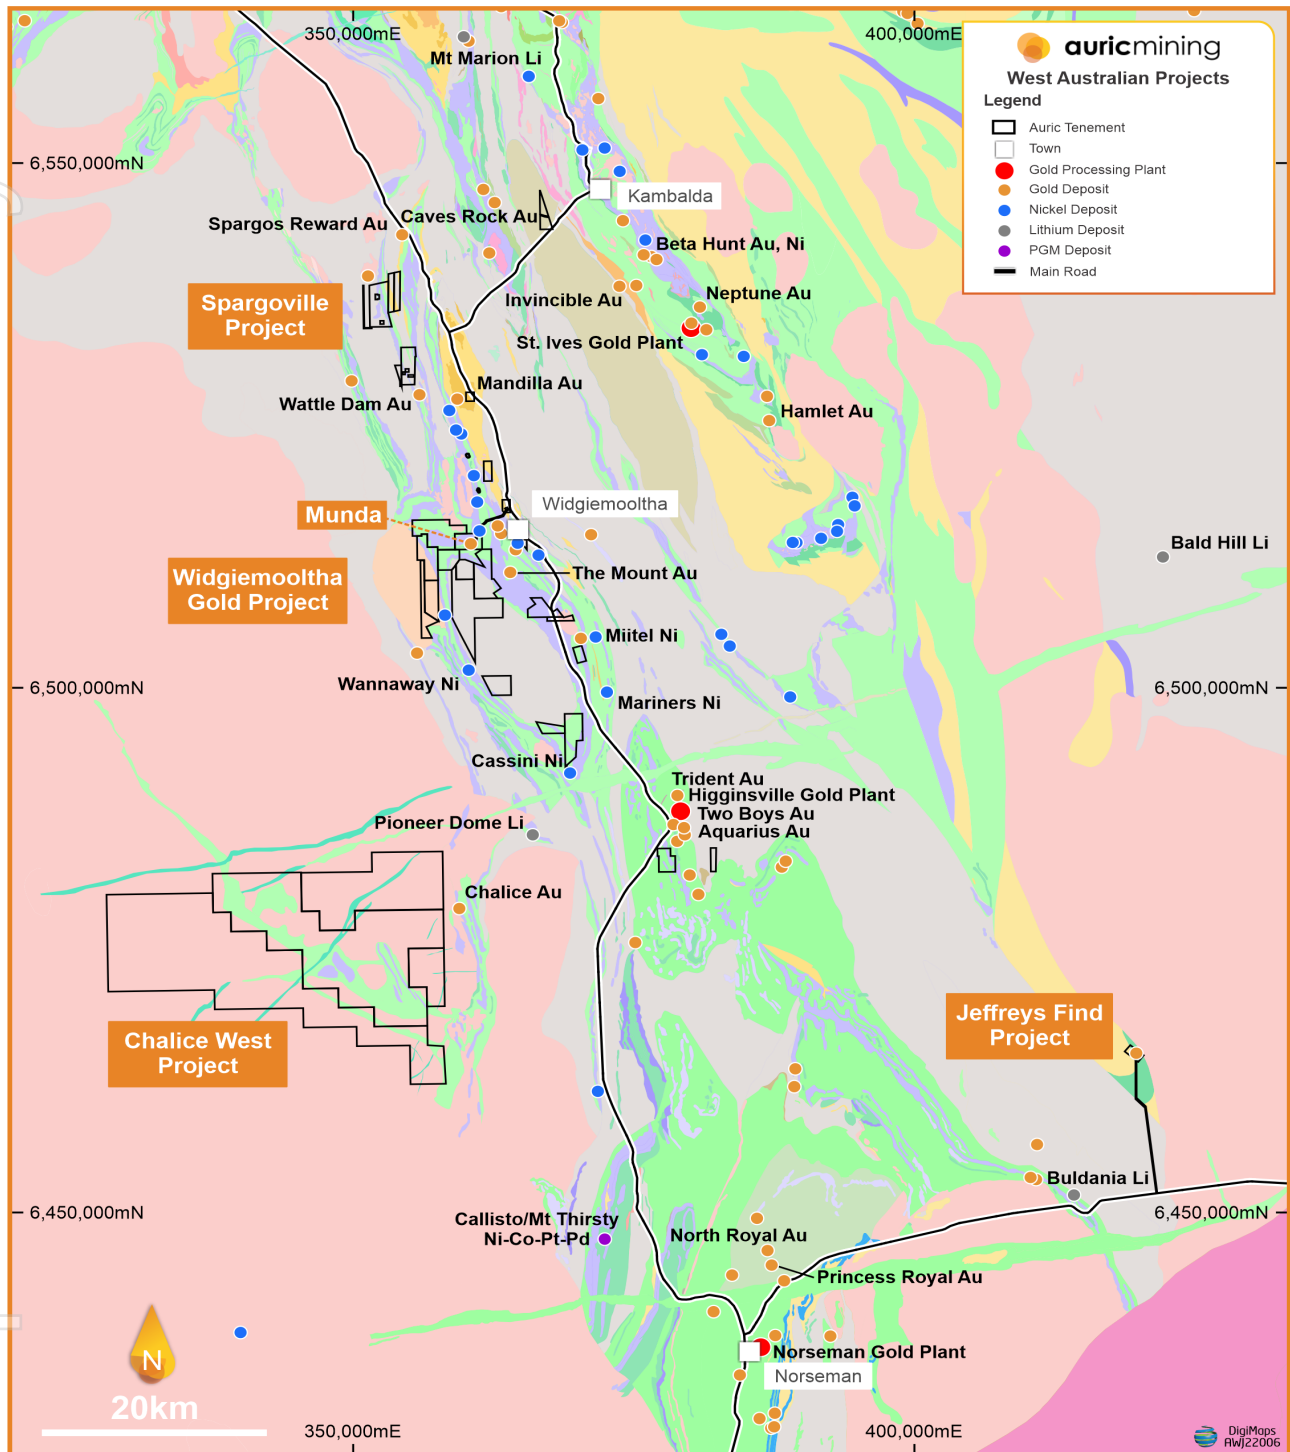 350,000mE
400,000mE
auricmining
West Australian Projects
Legend
Auric Tenement
Town
Gold Processing Plant
Gold Deposit
Nickel Deposit
Lithium Deposit
PGM Deposit
Main Road
Mt Marion Li
6,550,000mN
Kambalda
Caves Rock Au
Spargos Reward Au
Beta Hunt Au, Ni
Spargoville
Project
Invincible Au
Neptune Au
St. Ives Gold Plant
Mandilla Au
Wattle Dam Au
Hamlet Au
Widgiemooltha
Munda
Bald Hill Li
Widgiemooltha
Gold Project
The Mount Au
Miitel Ni
Wannaway Ni
6,500,000mN
6,500,000mN
Mariners Ni
Cassini Ni
Trident Au
Higginsville Gold Plant
Two Boys Au
Pioneer Dome Li
Aquarius Au
Chalice Au
Jeffreys Find
Project
Chalice West
Project
Buldania Li
6,450,000mN
6,450,000mN
Callisto/Mt Thirsty
Ni-Co-Pt-Pd
North Royal Au
Princess Royal Au
N
Norseman Gold Plant
Norseman
20km
350,000mE
400,000mE
DigiMaps
AWJ22006